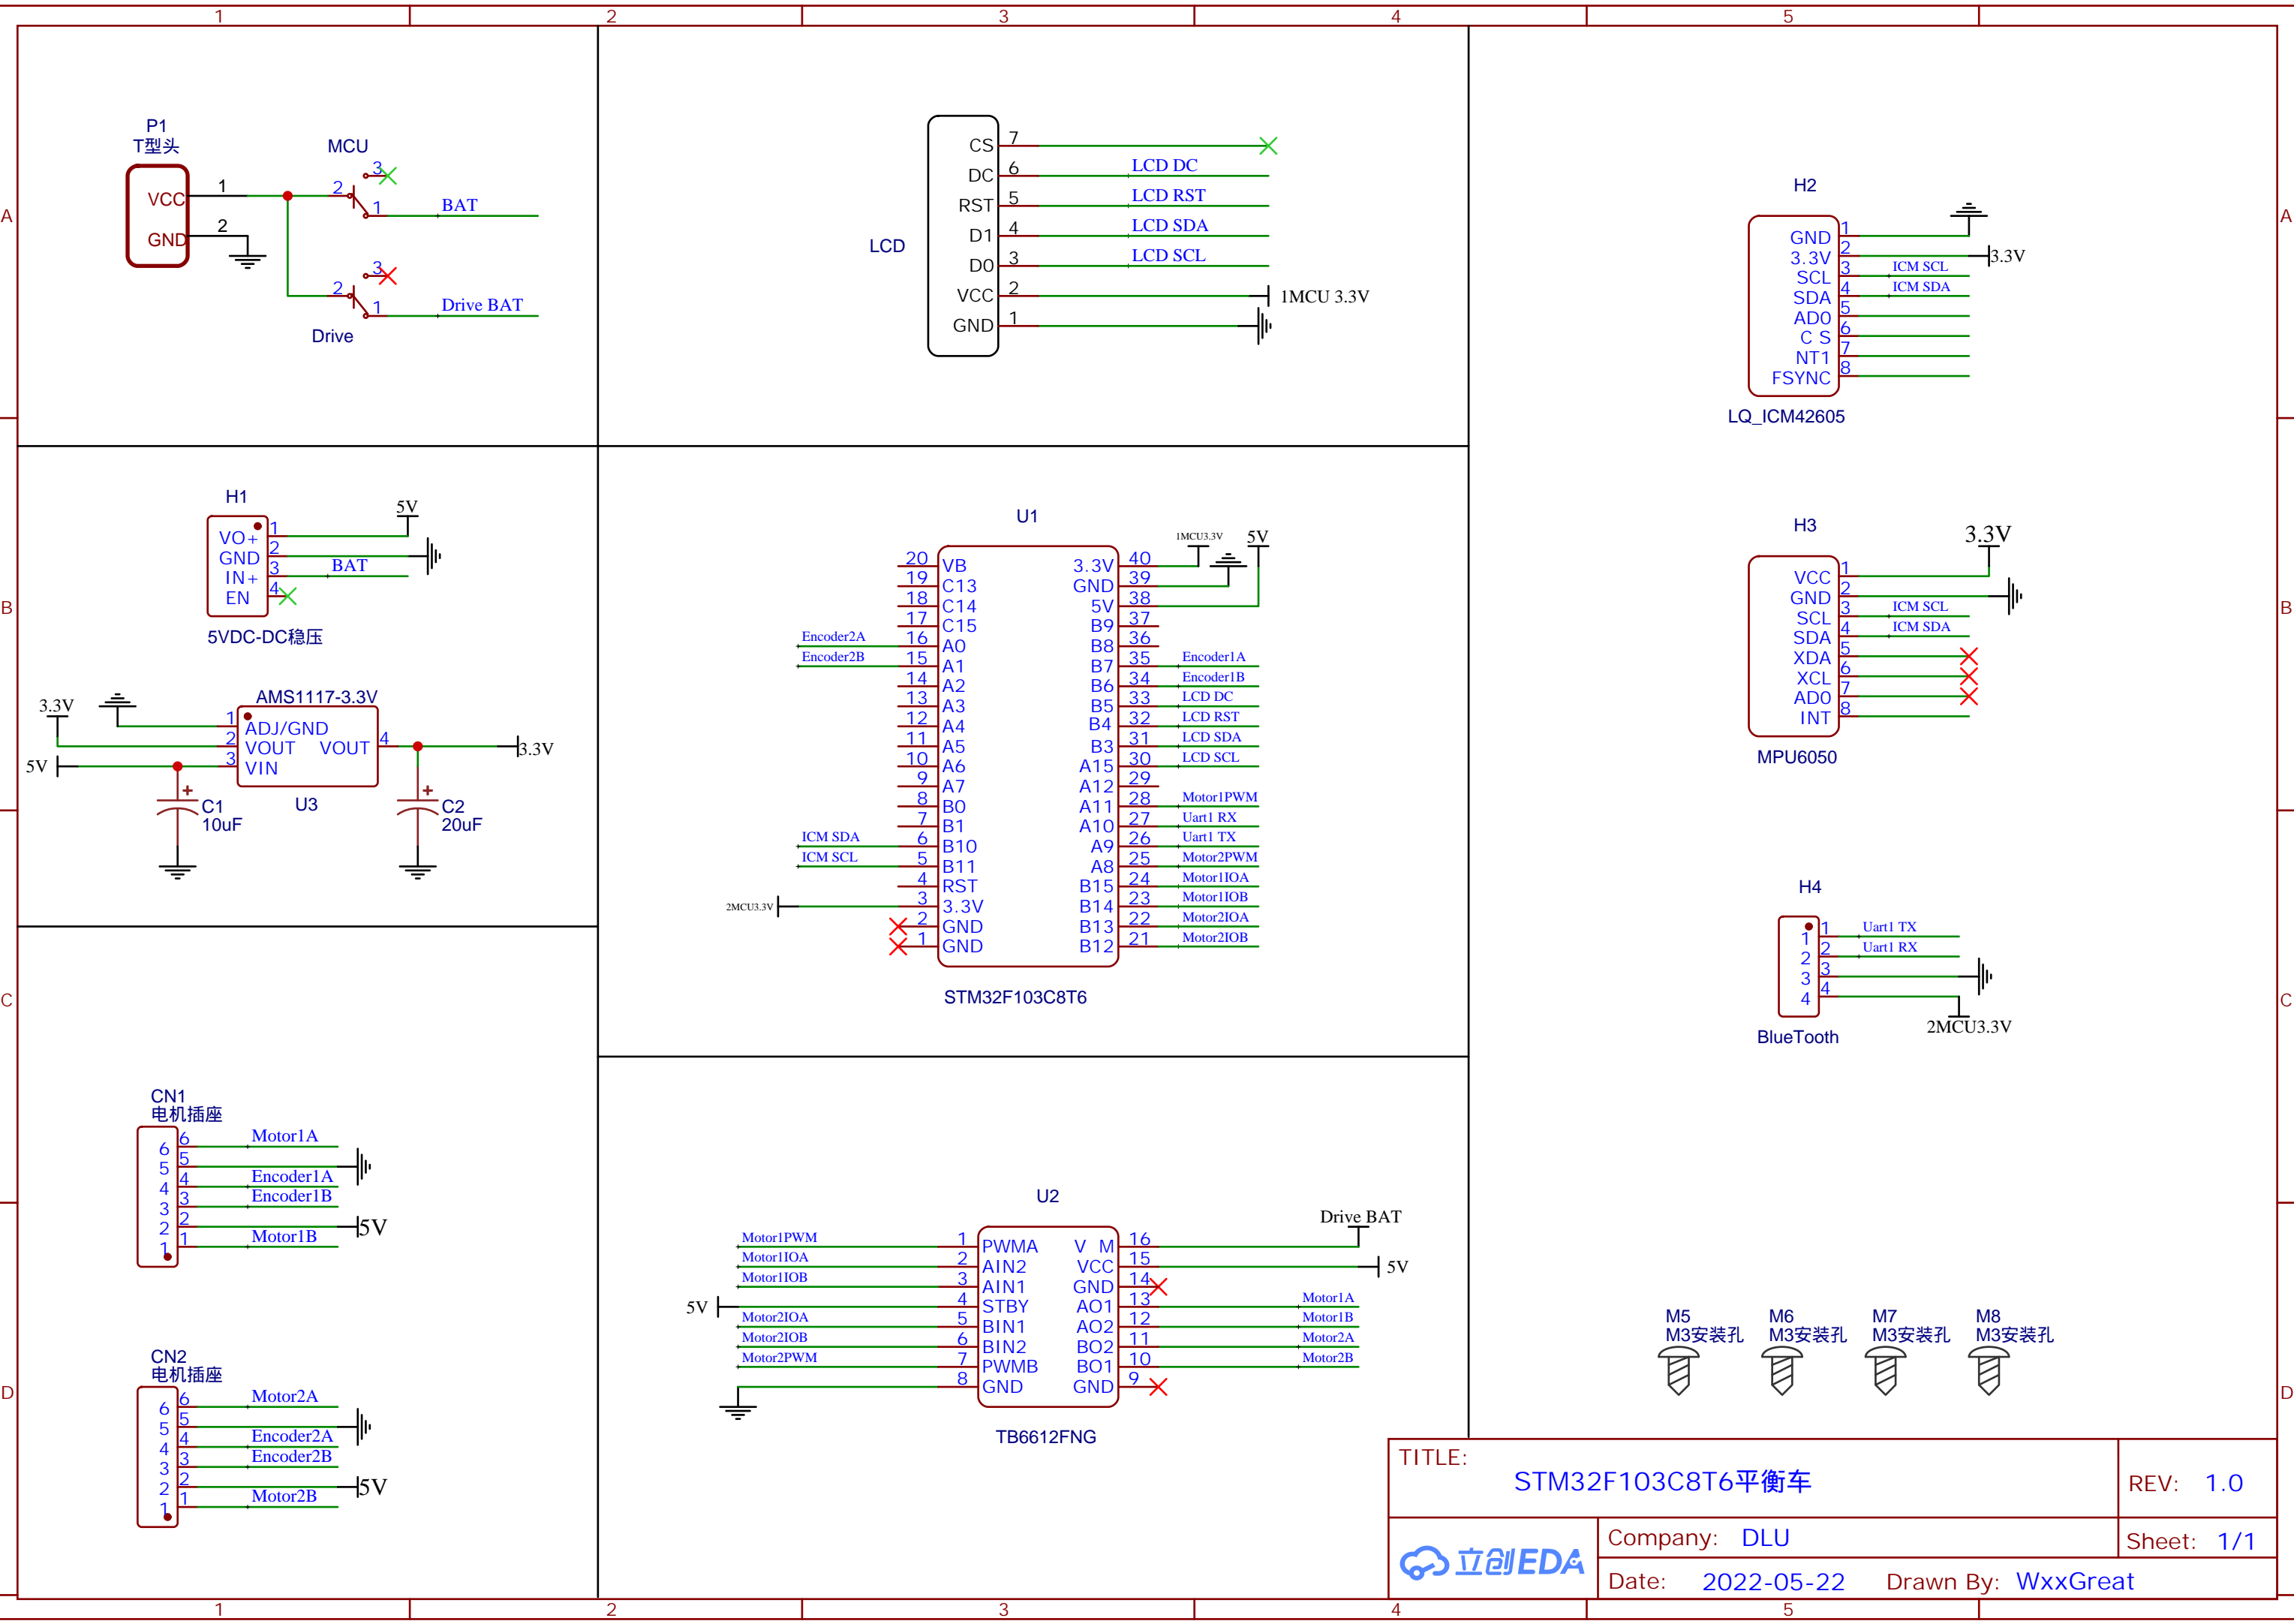 1 2 3 4 5
A
B
C
D
P1
T型头
VCC 1
GND 2
MCU
3
2
1 BAT
3
2
1 Drive BAT
Drive
LCD
CS 7
DC 6 LCD DC
RST 5 LCD RST
D1 4 LCD SDA
D0 3 LCD SCL
VCC 2 1MCU 3.3V
GND 1
H2
GND 1
3.3V 2 3.3V
SCL 3 ICM SCL
SDA 4 ICM SDA
AD0 5
C S 6
NT1 7
FSYNC 8
LQ_ICM42605
H1
5V
VO+ 1
GND 2
IN+ 3 BAT
EN 4
5VDC-DC稳压
AMS1117-3.3V
3.3V
5V
1 ADJ/GND
2 VOUT VOUT 4 3.3V
3 VIN
U3
+ C1
10uF
+ C2
20uF
U1
1MCU3.3V 5V
20 VB 3.3V 40
19 C13 GND 39
18 C14 5V 38
17 C15 B9 37
Encoder2A 16 A0 B8 36
Encoder2B 15 A1 B7 35 Encoder1A
14 A2 B6 34 Encoder1B
13 A3 B5 33 LCD DC
12 A4 B4 32 LCD RST
11 A5 B3 31 LCD SDA
10 A6 A15 30 LCD SCL
9 A7 A12 29
8 B0 A11 28 Motor1PWM
7 B1 A10 27 Uart1 RX
ICM SDA 6 B10 A9 26 Uart1 TX
ICM SCL 5 B11 A8 25 Motor2PWM
4 RST B15 24 Motor1IOA
2MCU3.3V 3 3.3V B14 23 Motor1IOB
2 GND B13 22 Motor2IOA
1 GND B12 21 Motor2IOB
STM32F103C8T6
H3
3.3V
VCC 1
GND 2
SCL 3 ICM SCL
SDA 4 ICM SDA
XDA 5
XCL 6
AD0 7
INT 8
MPU6050
H4
1 1 Uart1 TX
2 2 Uart1 RX
3 3
4 4
2MCU3.3V
BlueTooth
CN1
电机插座
6 6 Motor1A
5 5
4 4 Encoder1A
3 3 Encoder1B
2 2 5V
1 1 Motor1B
CN2
电机插座
6 6 Motor2A
5 5
4 4 Encoder2A
3 3 Encoder2B
2 2 5V
1 1 Motor2B
U2
Drive BAT
Motor1PWM 1 PWMA V M 16
Motor1IOA 2 AIN2 VCC 15 5V
Motor1IOB 3 AIN1 GND 14
5V 4 STBY AO1 13 Motor1A
Motor2IOA 5 BIN1 AO2 12 Motor1B
Motor2IOB 6 BIN2 BO2 11 Motor2A
Motor2PWM 7 PWMB BO1 10 Motor2B
8 GND GND 9
TB6612FNG
M5 M6 M7 M8
M3安装孔 M3安装孔 M3安装孔 M3安装孔
TITLE:
STM32F103C8T6平衡车
REV: 1.0
立创EDA
Company: DLU
Sheet: 1/1
Date: 2022-05-22 Drawn By: WxxGreat
A
B
C
D
1 2 3 4 5